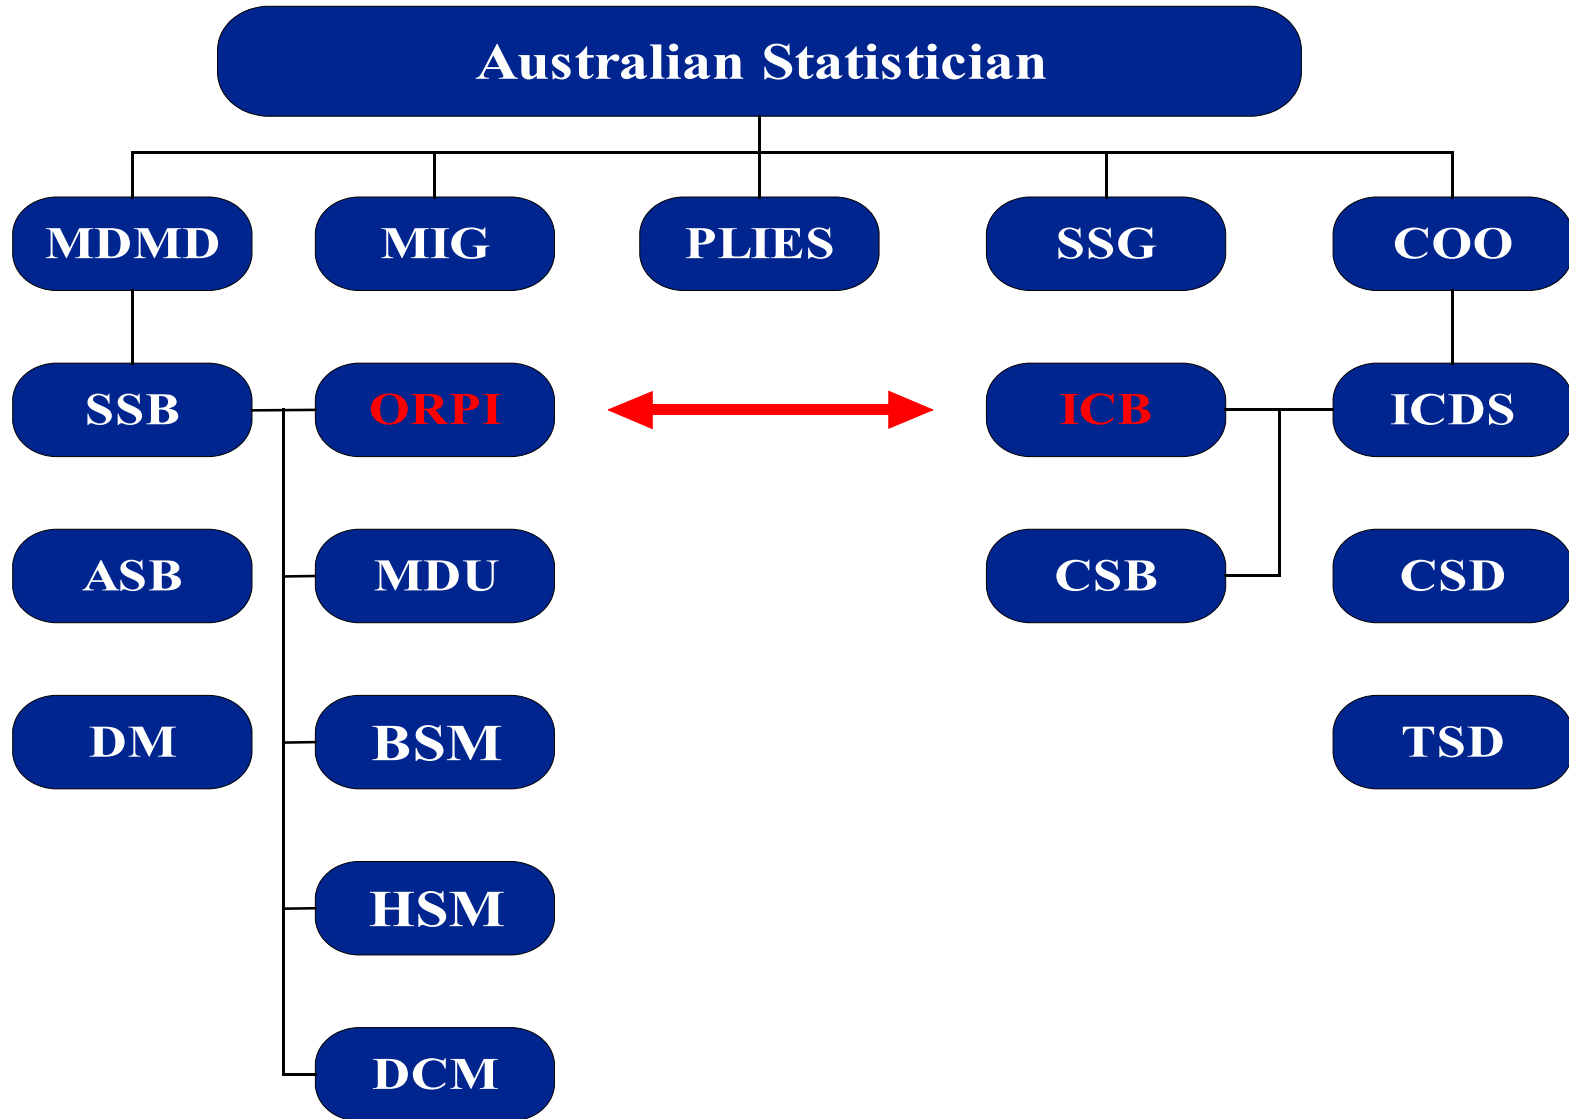 Australian Statistician
MDMD
MIG
PLIES
SSG
COO
SSB
ORPI
ICB
ICDS
ASB
MDU
CSB
CSD
DM
BSM
TSD
HSM
DCM